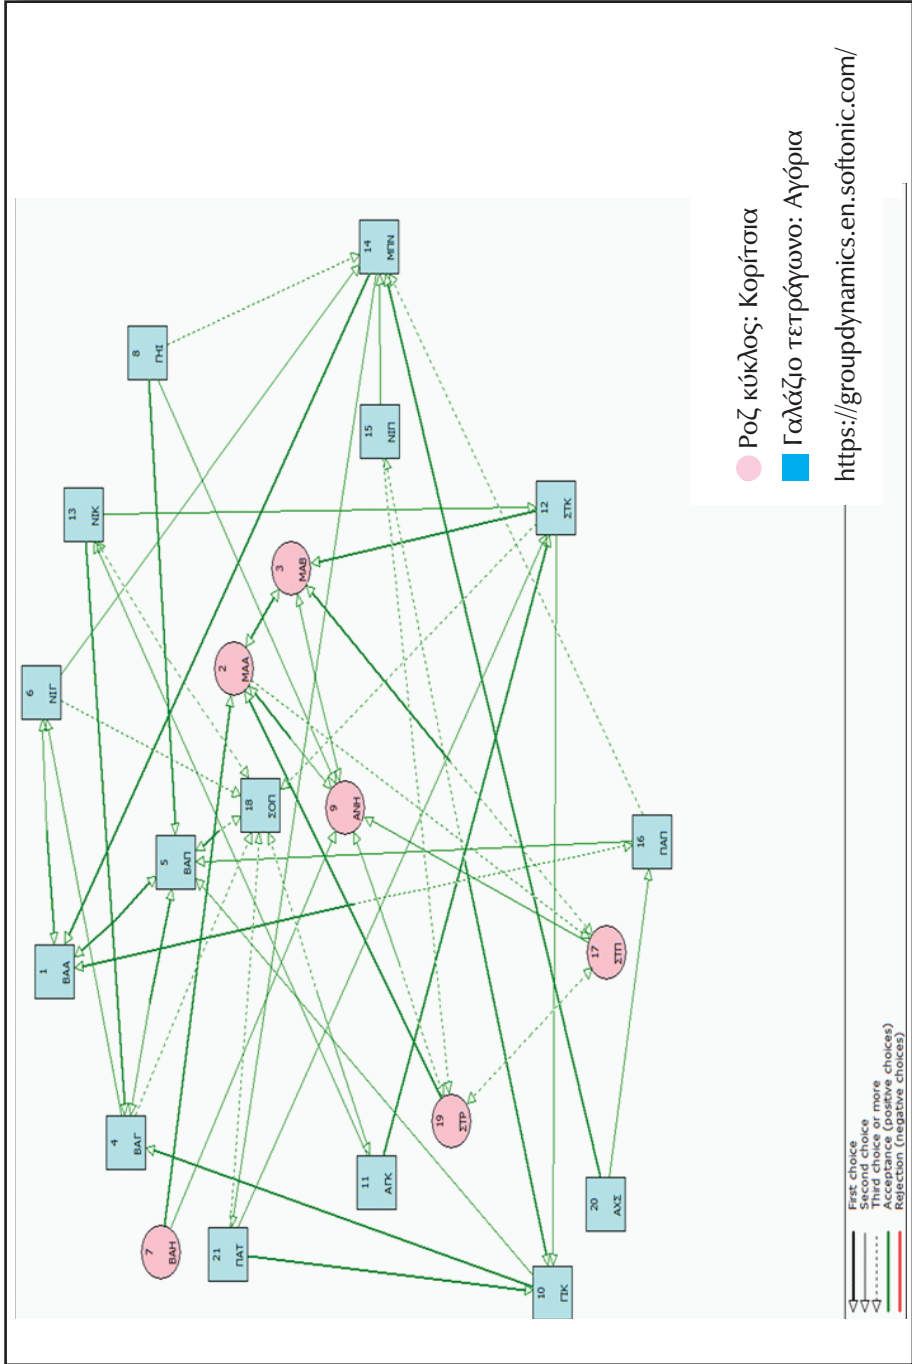 6
ΝΙΓ
1
ΒΑΑ
13
ΝΙΚ
4
ΒΑΓ
8
ΓΗΙ
7
ΒΑΗ
5
ΒΑΠ
21
ΠΑΤ
2
ΜΑΑ
18
ΣΟΠ
3
ΜΑΒ
9
ΑΝΗ
11
ΑΓΚ
15
ΝΙΠ
14
ΜΠΝ
19
ΣΤΡ
10
ΓΙΚ
12
ΣΤΚ
20
ΑΧΣ
17
ΣΤΠ
16
ΠΑΠ
Ροζ κύκλος: Κορίτσια
Γαλάζιο τετράγωνο: Αγόρια
https://groupdynamics.en.softonic.com/
First choice
Second choice
Third choice or more
Acceptance (positive choices)
Rejection (negative choices)